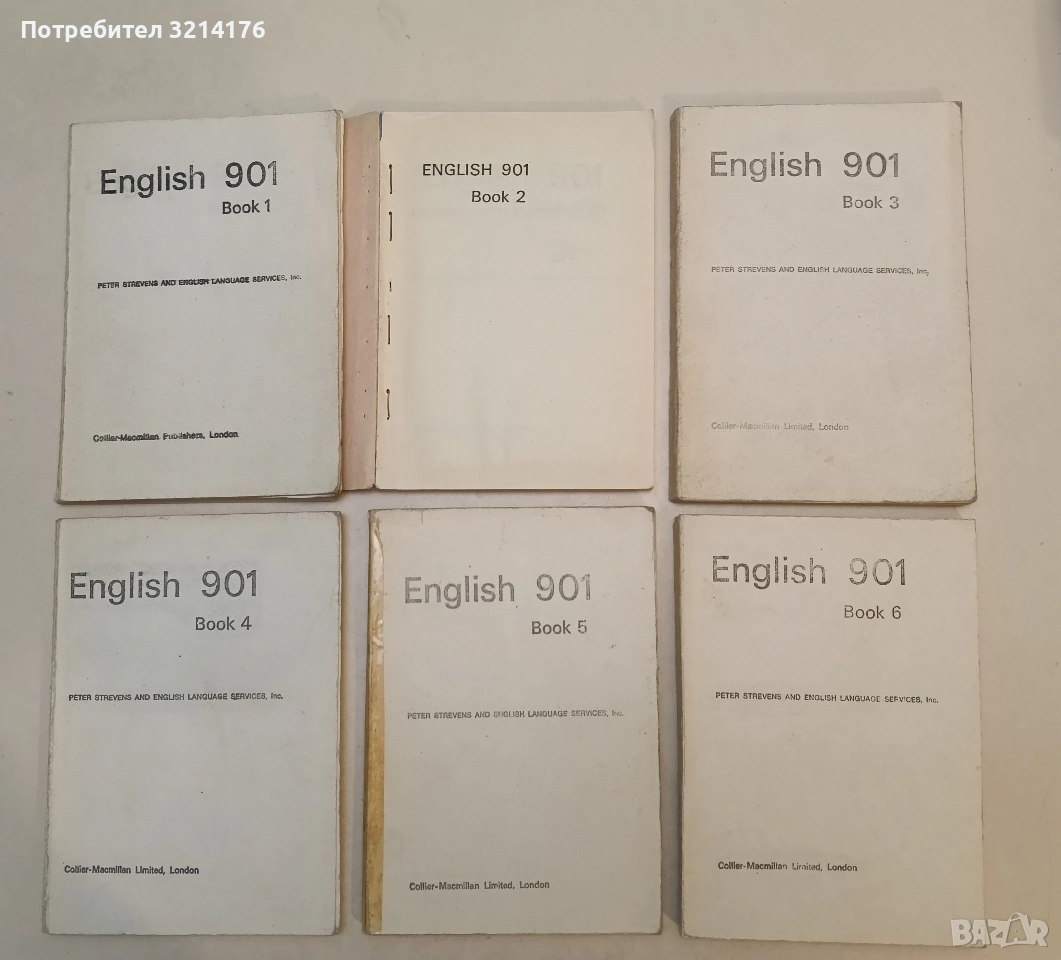 Потребител 3214176
English 901
Book 1
PETER STREVENS AND ENGLISH LANGUAGE SERVICES, Inc.
Collier-Macmillan Publishers, London
ENGLISH 901
Book 2
English 901
Book 3
PETER STREVENS AND ENGLISH LANGUAGE SERVICES, Inc.
Collier-Macmillan Limited, London
English 901
Book 4
PETER STREVENS AND ENGLISH LANGUAGE SERVICES, Inc.
Collier-Macmillan Limited, London
English 901
Book 5
PETER STREVENS AND ENGLISH LANGUAGE SERVICES, Inc.
Collier-Macmillan Limited, London
English 901
Book 6
PETER STREVENS AND ENGLISH LANGUAGE SERVICES, Inc.
Collier-Macmillan Limited, London
BAZAR